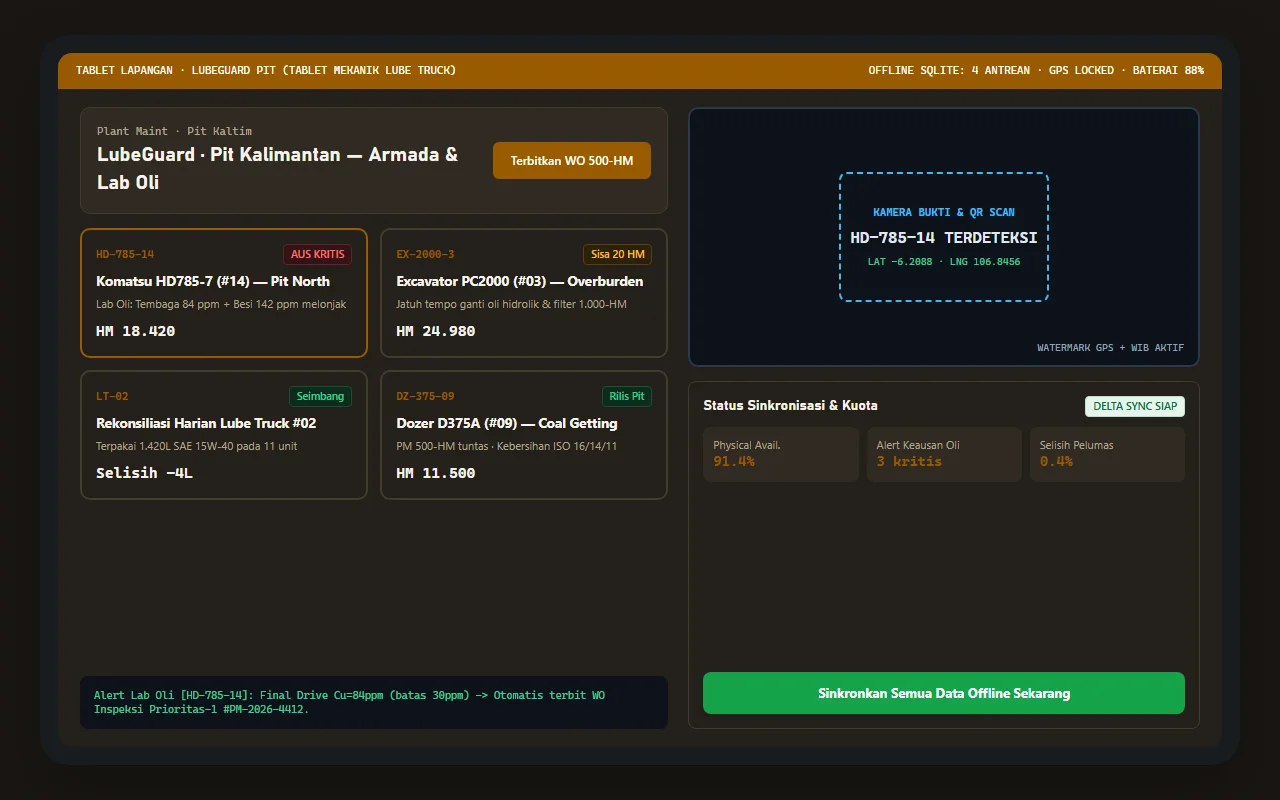 TABLET LAPANGAN · LUBEGUARD PIT (TABLET MEKANIK LUBE TRUCK)
OFFLINE SQLITE: 4 ANTREAN · GPS LOCKED · BATERAI 88%
Plant Maint · Pit Kaltim
LubeGuard · Pit Kalimantan — Armada &
Lab Oli
Terbitkan WO 500-HM
HD-785-14
AUS KRITIS
Komatsu HD785-7 (#14) — Pit North
Lab Oli: Tembaga 84 ppm + Besi 142 ppm melonjak
HM 18.420
EX-2000-3
Sisa 20 HM
Excavator PC2000 (#03) — Overburden
Jatuh tempo ganti oli hidrolik & filter 1.000-HM
HM 24.980
LT-02
Seimbang
Rekonsiliasi Harian Lube Truck #02
Terpakai 1.420L SAE 15W-40 pada 11 unit
Selisih -4L
DZ-375-09
Rilis Pit
Dozer D375A (#09) — Coal Getting
PM 500-HM tuntas · Kebersihan ISO 16/14/11
HM 11.500
Alert Lab Oli [HD-785-14]: Final Drive Cu=84ppm (batas 30ppm) -> Otomatis terbit WO
Inspeksi Prioritas-1 #PM-2026-4412.
KAMERA BUKTI & QR SCAN
HD-785-14 TERDETEKSI
LAT -6.2088 · LNG 106.8456
WATERMARK GPS + WIB AKTIF
Status Sinkronisasi & Kuota
DELTA SYNC SIAP
Physical Avail.
91.4%
Alert Keausan Oli
3 kritis
Selisih Pelumas
0.4%
Sinkronkan Semua Data Offline Sekarang